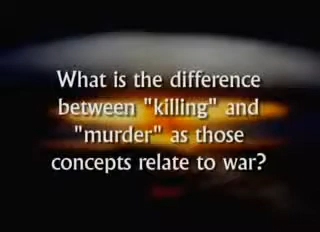 What is the difference
between "killing" and
"murder" as those
concepts relate to war?